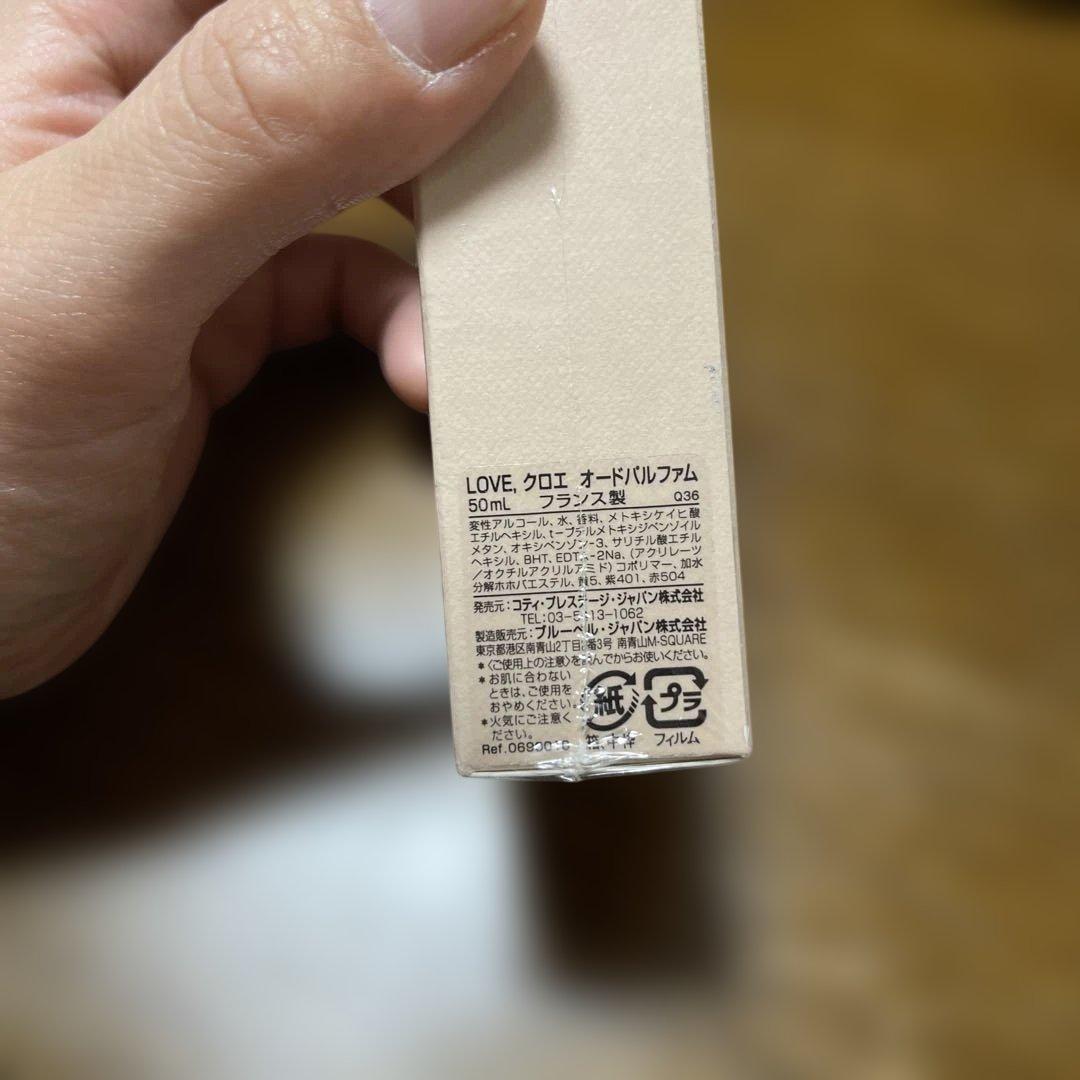 LOVE, クロエ オードパルファム
50mL フランス製 Q36
変性アルコール、水、香料、メトキシケイヒ酸
エチルヘキシル、t-ブチルメトキシジベンゾイル
メタン、オキシベンゾン-3、サリチル酸エチル
ヘキシル、BHT、EDTA-2Na、(アクリレーツ
/オクチルアクリルアミド)コポリマー、加水
分解ホホバエステル、黄5、紫401、赤504
発売元:コティ・プレステージ・ジャパン株式会社
TEL:03-5413-1062
製造販売元:ブルーベル・ジャパン株式会社
東京都港区南青山2丁目2番3号 南青山M-SQUARE
*〈ご使用上の注意〉を読んでからお使いください。
*お肌に合わない
ときは、ご使用を
おやめください。
*火気にご注意く
ださい。
紙 プラ
箱、中枠 フィルム